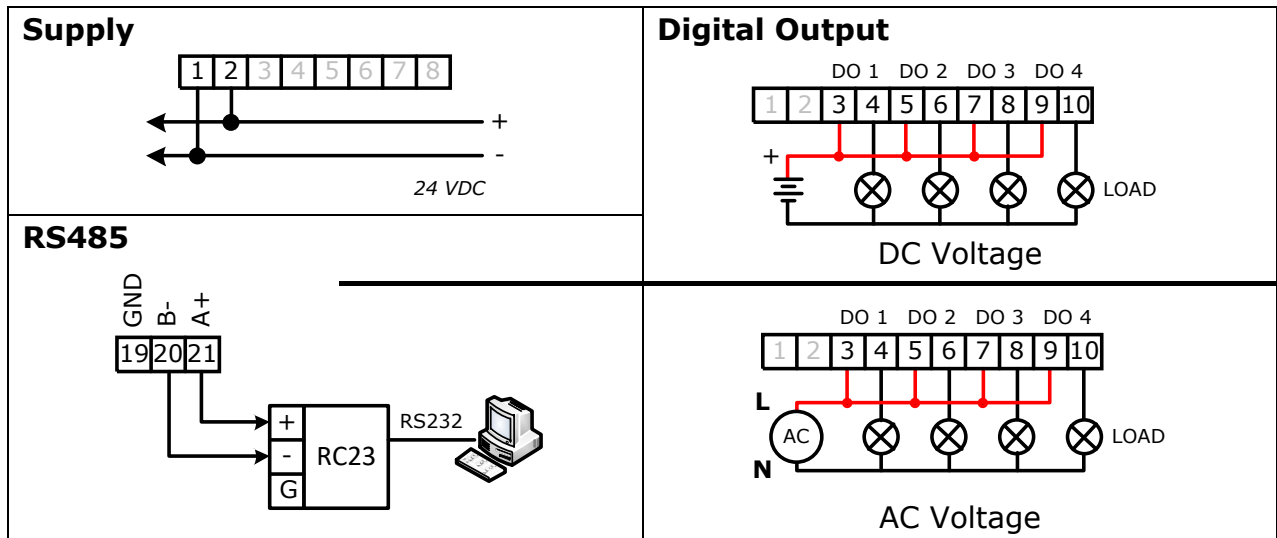 Supply
1 2 3 4 5 6 7 8
+
-
24 VDC
Digital Output
DO 1 DO 2 DO 3 DO 4
1 2 3 4 5 6 7 8 9 10
+
LOAD
DC Voltage
RS485
GND
B-
A+
19 20 21
+
-
G
RC23
RS232
DO 1 DO 2 DO 3 DO 4
1 2 3 4 5 6 7 8 9 10
L
AC
N
LOAD
AC Voltage